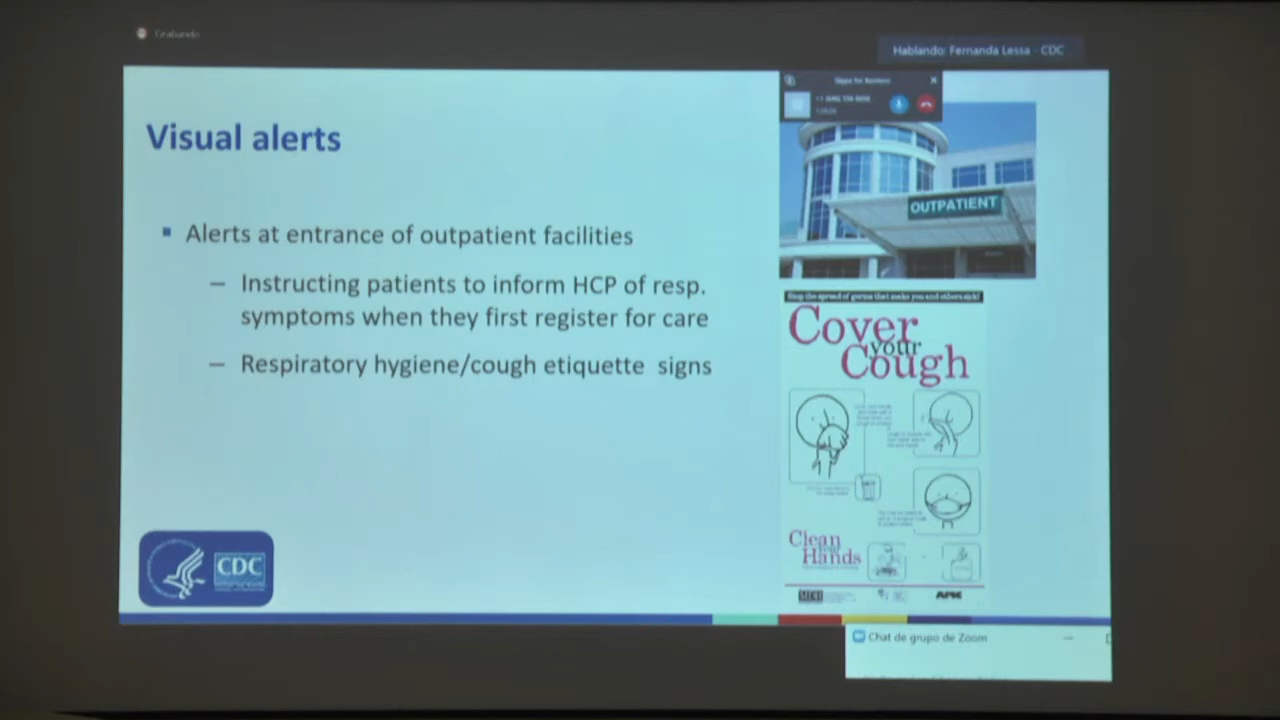 Grabando
Hablando: Fernanda Lessa - CDC
Skype for Business
Visual alerts
OUTPATIENT
Alerts at entrance of outpatient facilities
– Instructing patients to inform HCP of resp.
symptoms when they first register for care
– Respiratory hygiene/cough etiquette signs
Stop the spread of germs that make you and others sick!
Cover
your
Cough
Clean
your
Hands
CDC
APIC
Chat de grupo de Zoom